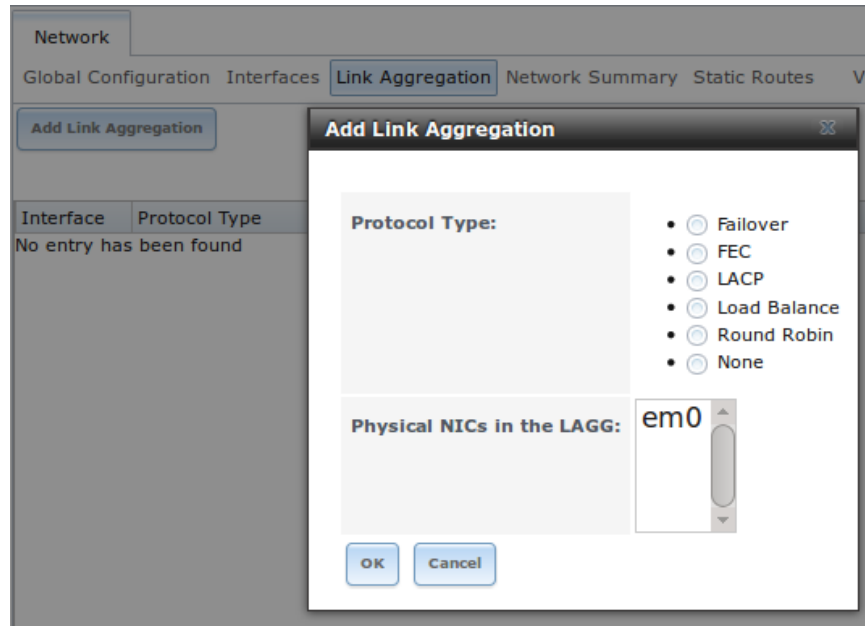 Network
Global Configuration Interfaces Link Aggregation Network Summary Static Routes V
Add Link Aggregation
Interface Protocol Type
No entry has been found
Add Link Aggregation
Protocol Type:
Failover
FEC
LACP
Load Balance
Round Robin
None
Physical NICs in the LAGG:
em0
OK Cancel